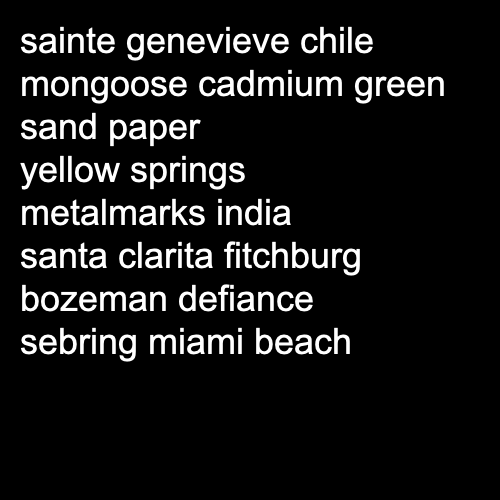 sainte genevieve chile
mongoose cadmium green
sand paper
yellow springs
metalmarks india
santa clarita fitchburg
bozeman defiance
sebring miami beach